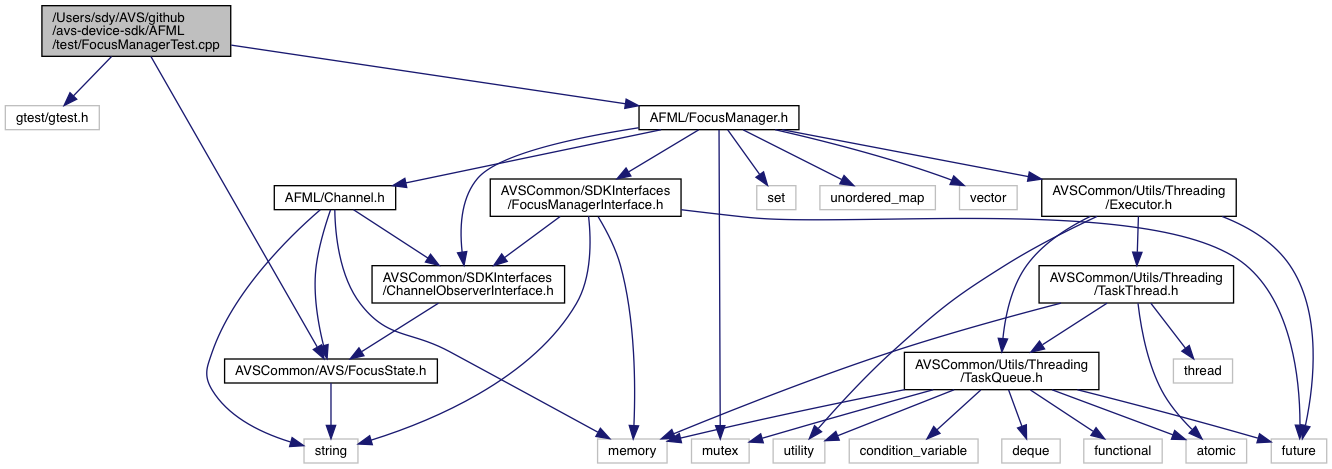 /Users/sdy/AVS/github
/avs-device-sdk/AFML
/test/FocusManagerTest.cpp
gtest/gtest.h
AFML/FocusManager.h
AFML/Channel.h
AVSCommon/SDKInterfaces
/FocusManagerInterface.h
set
unordered_map
vector
AVSCommon/Utils/Threading
/Executor.h
AVSCommon/SDKInterfaces
/ChannelObserverInterface.h
AVSCommon/Utils/Threading
/TaskThread.h
AVSCommon/AVS/FocusState.h
AVSCommon/Utils/Threading
/TaskQueue.h
thread
string
memory
mutex
utility
condition_variable
deque
functional
atomic
future